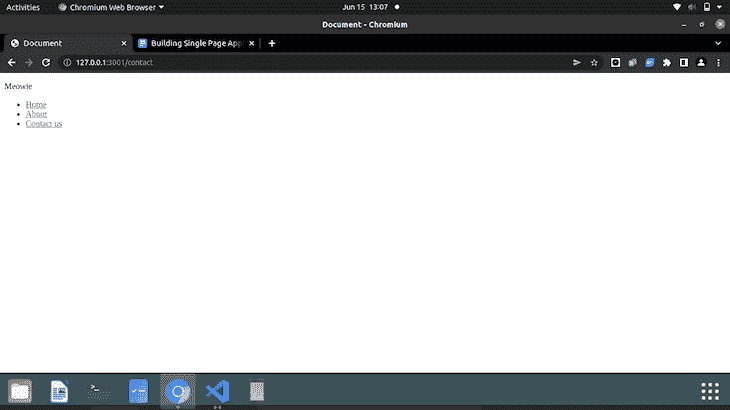 Activities Chromium Web Browser Jun 15 13:07
Document - Chromium
Document Building Single Page App
127.0.0.1:3001/contact
Meowie
Home
About
Contact us